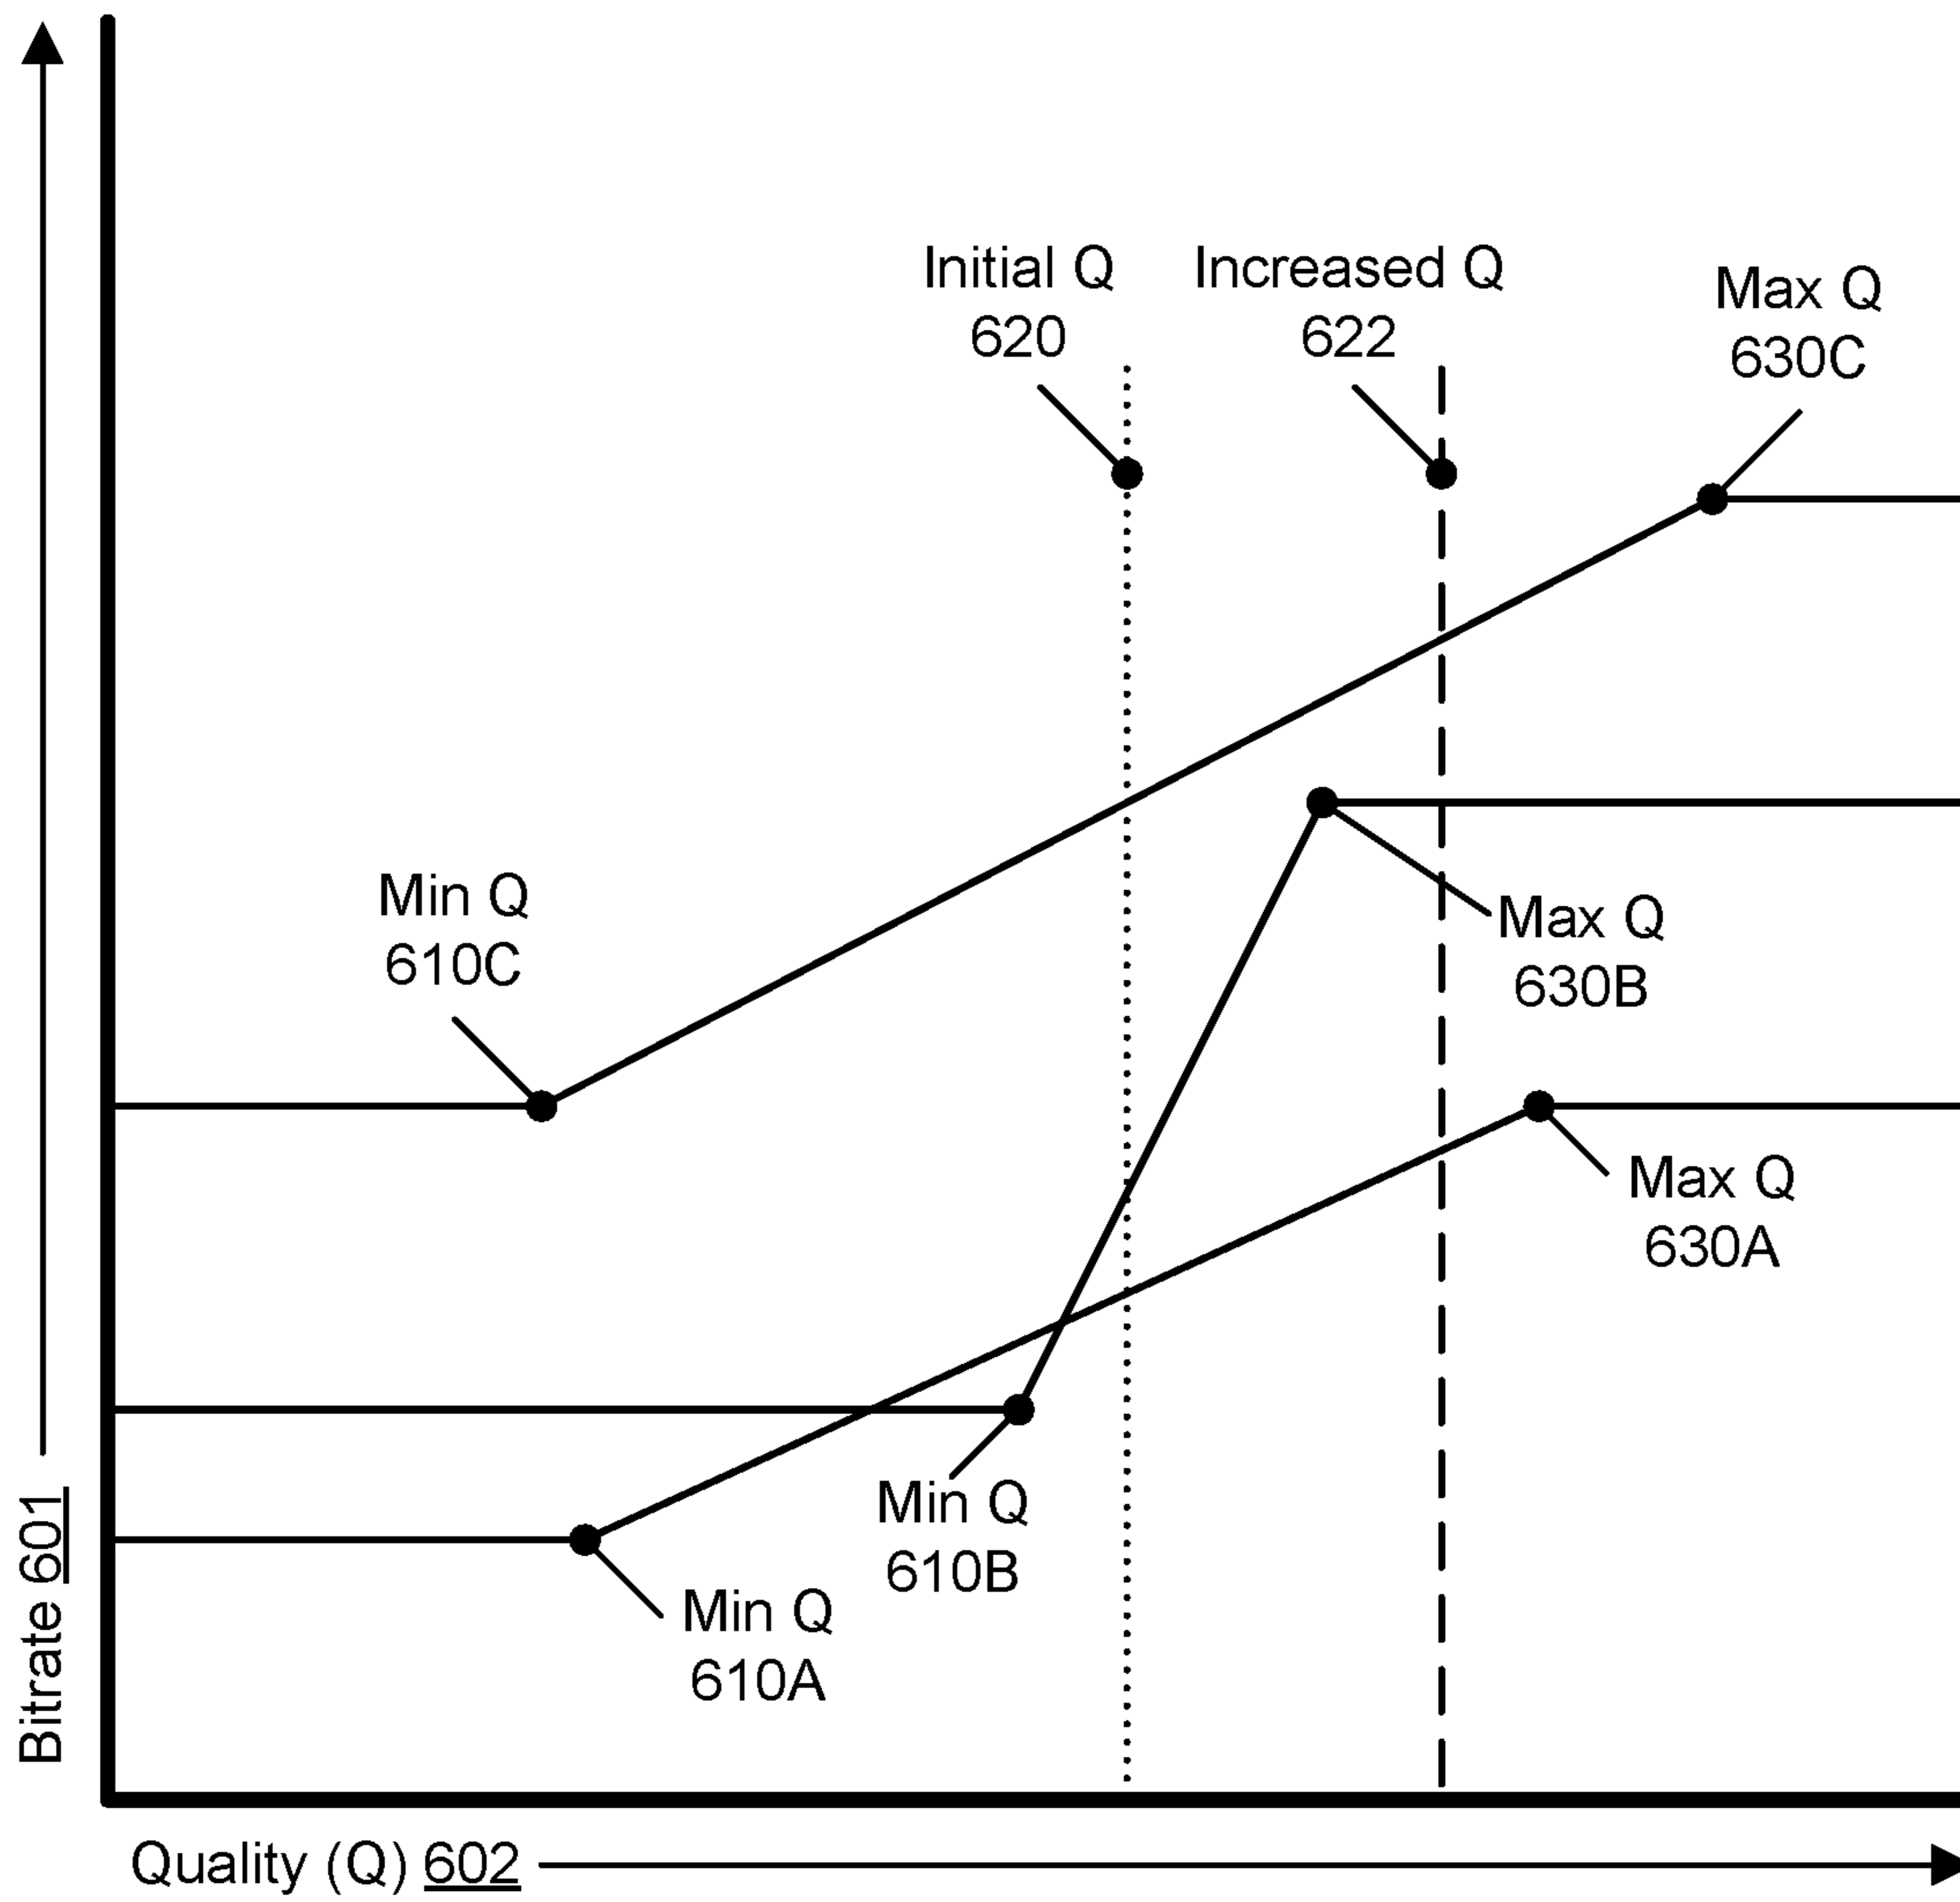 Initial Q
620
Increased Q
622
Max Q
630C
Min Q
610C
Max Q
630B
Max Q
630A
Min Q
610B
Min Q
610A
Bitrate 601
Quality (Q) 602